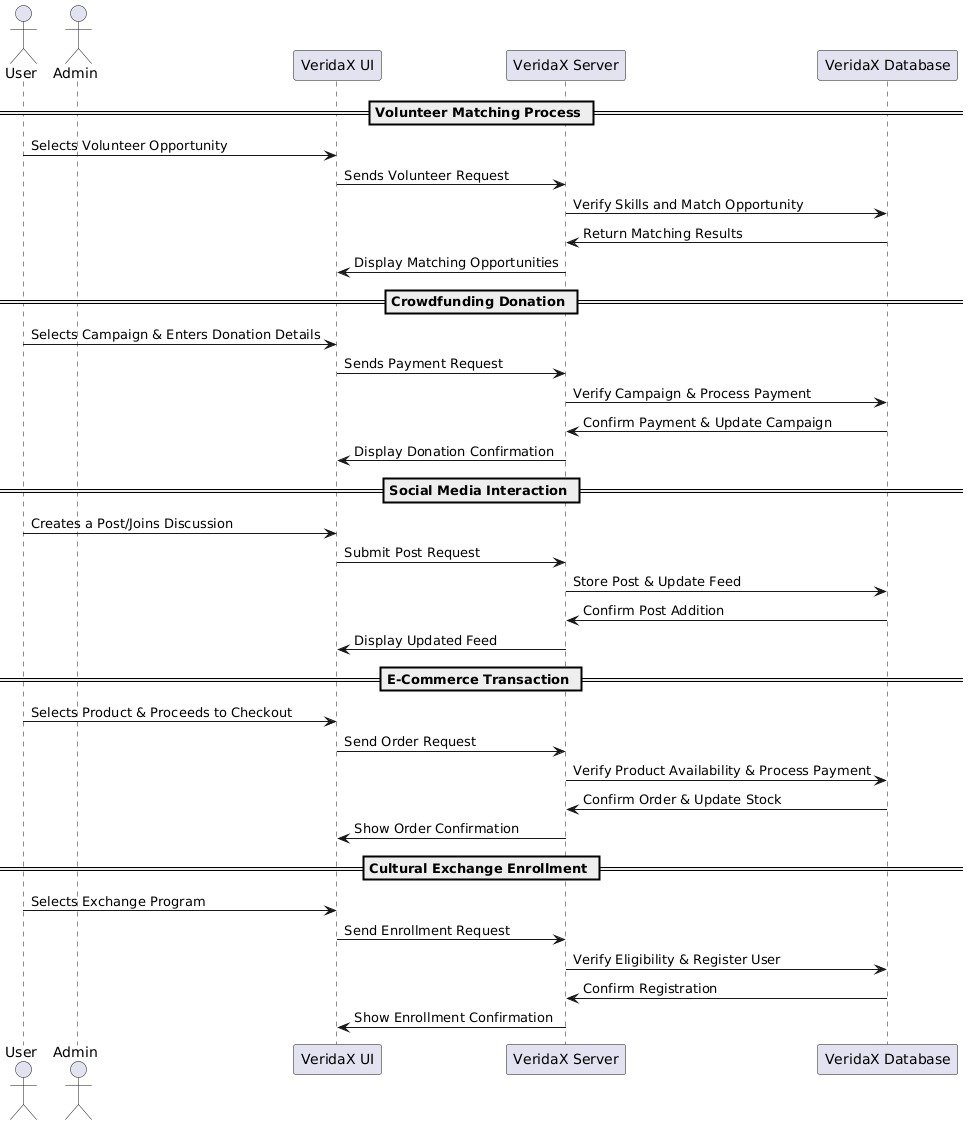 User
Admin
VeridaX UI
VeridaX Server
VeridaX Database
Volunteer Matching Process
Selects Volunteer Opportunity
Sends Volunteer Request
Verify Skills and Match Opportunity
Return Matching Results
Display Matching Opportunities
Crowdfunding Donation
Selects Campaign & Enters Donation Details
Sends Payment Request
Verify Campaign & Process Payment
Confirm Payment & Update Campaign
Display Donation Confirmation
Social Media Interaction
Creates a Post/Joins Discussion
Submit Post Request
Store Post & Update Feed
Confirm Post Addition
Display Updated Feed
E-Commerce Transaction
Selects Product & Proceeds to Checkout
Send Order Request
Verify Product Availability & Process Payment
Confirm Order & Update Stock
Show Order Confirmation
Cultural Exchange Enrollment
Selects Exchange Program
Send Enrollment Request
Verify Eligibility & Register User
Confirm Registration
Show Enrollment Confirmation
User
Admin
VeridaX UI
VeridaX Server
VeridaX Database